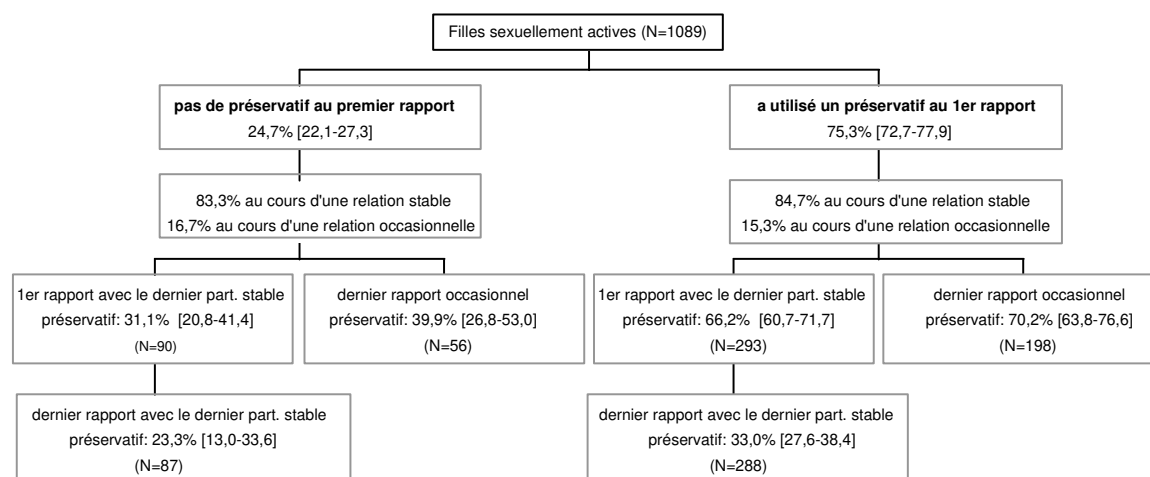 Filles sexuellement actives (N=1089)
pas de préservatif au premier rapport
24,7% [22,1-27,3]
a utilisé un préservatif au 1er rapport
75,3% [72,7-77,9]
83,3% au cours d'une relation stable
16,7% au cours d'une relation occasionnelle
84,7% au cours d'une relation stable
15,3% au cours d'une relation occasionnelle
1er rapport avec le dernier part. stable
préservatif: 31,1% [20,8-41,4]
(N=90)
dernier rapport occasionnel
préservatif: 39,9% [26,8-53,0]
(N=56)
1er rapport avec le dernier part. stable
préservatif: 66,2% [60,7-71,7]
(N=293)
dernier rapport occasionnel
préservatif: 70,2% [63,8-76,6]
(N=198)
dernier rapport avec le dernier part. stable
préservatif: 23,3% [13,0-33,6]
(N=87)
dernier rapport avec le dernier part. stable
préservatif: 33,0% [27,6-38,4]
(N=288)